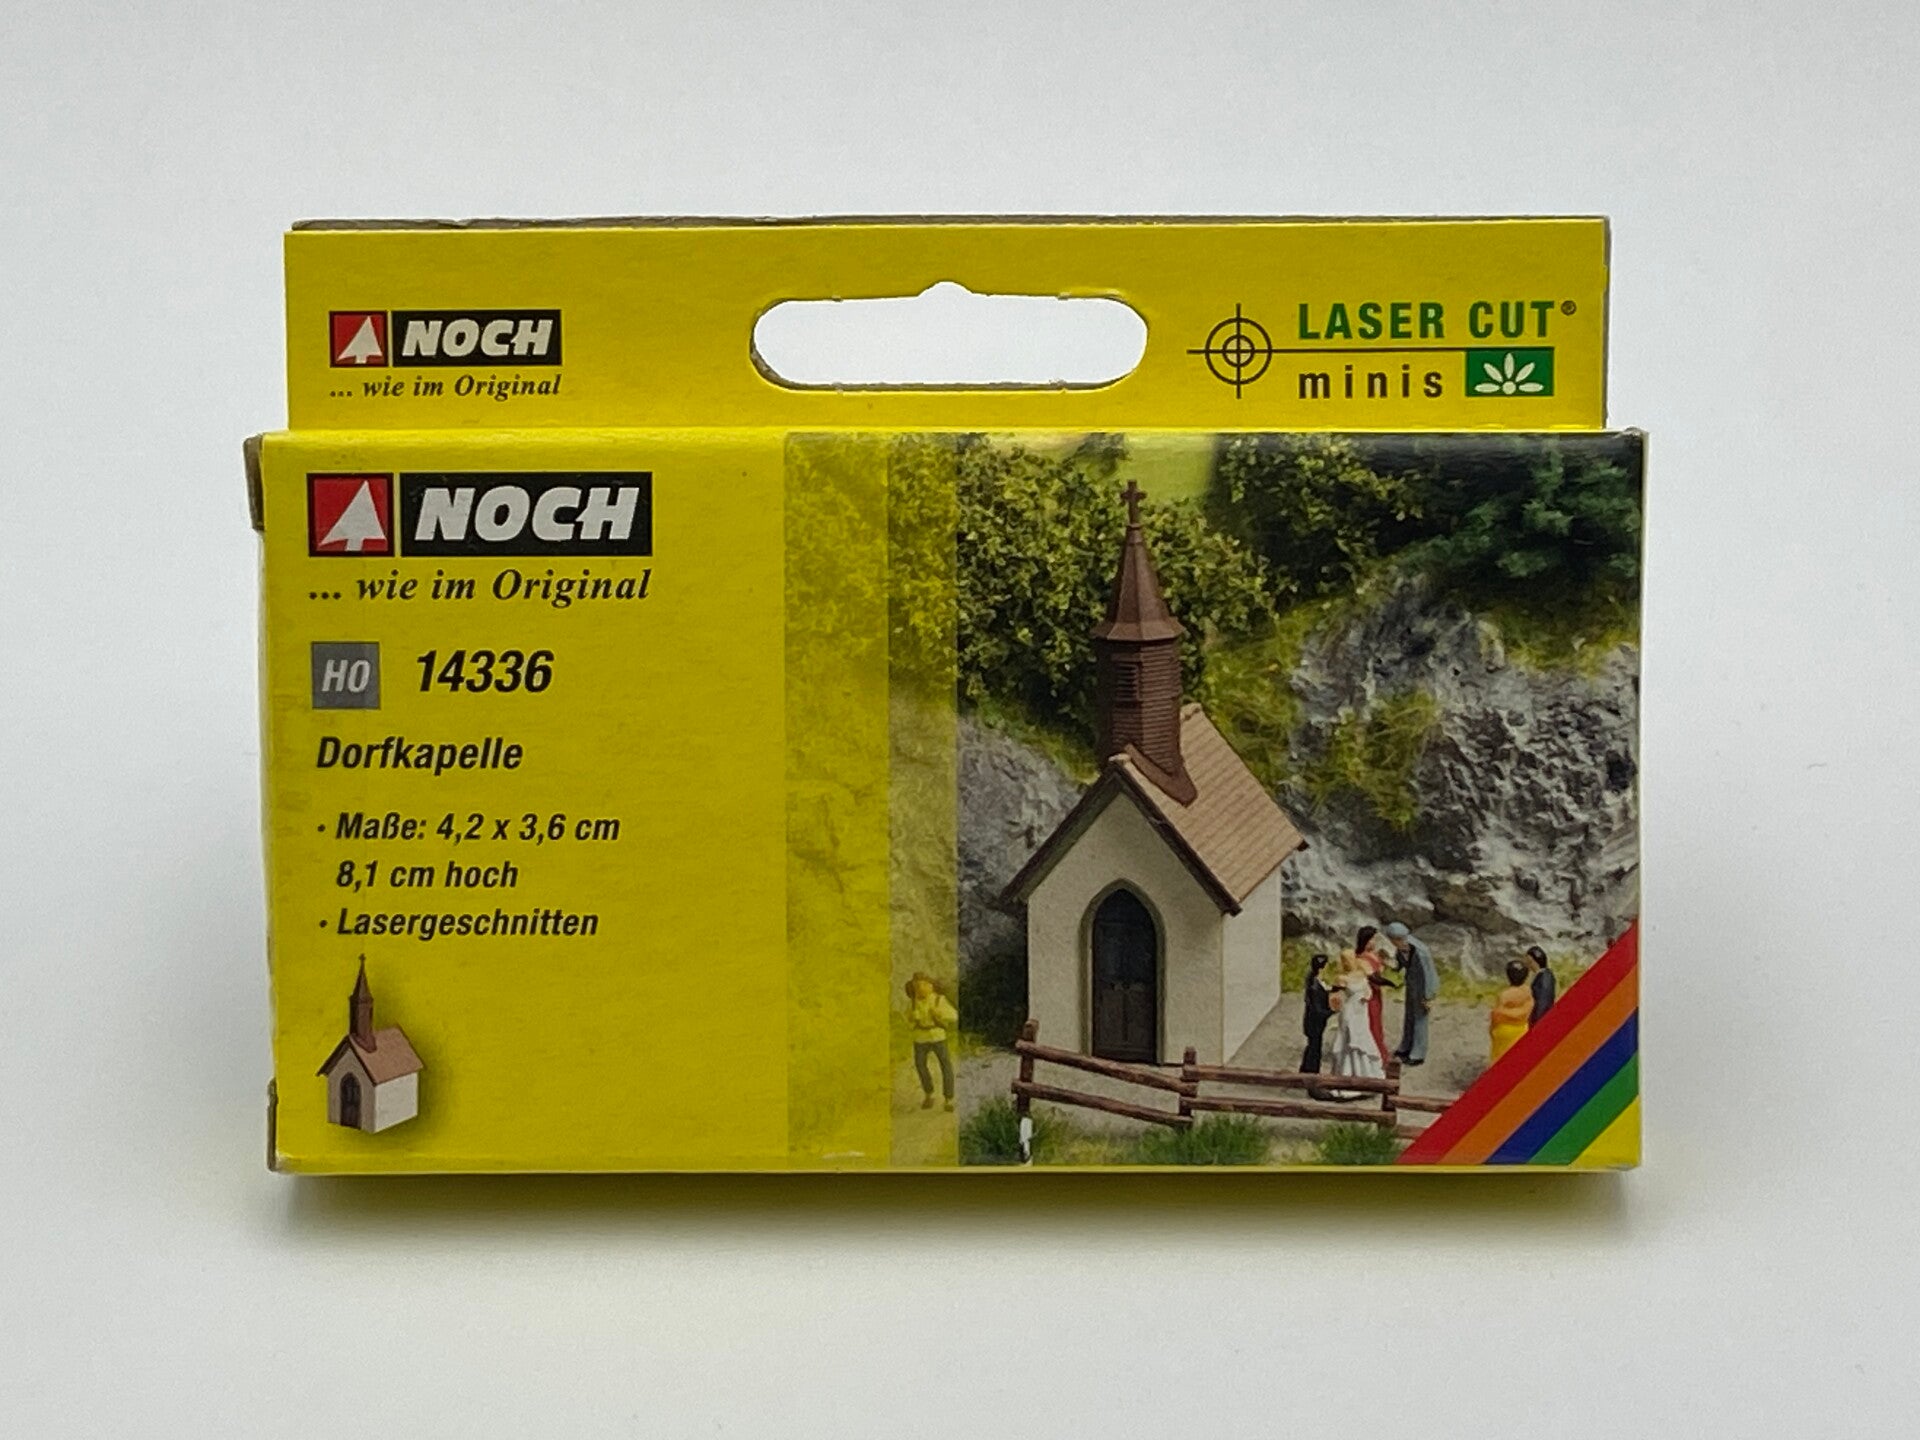 NOCH
... wie im Original
LASER CUT®
minis
NOCH
... wie im Original
H0 14336
Dorfkapelle
· Maße: 4,2 x 3,6 cm
8,1 cm hoch
· Lasergeschnitten